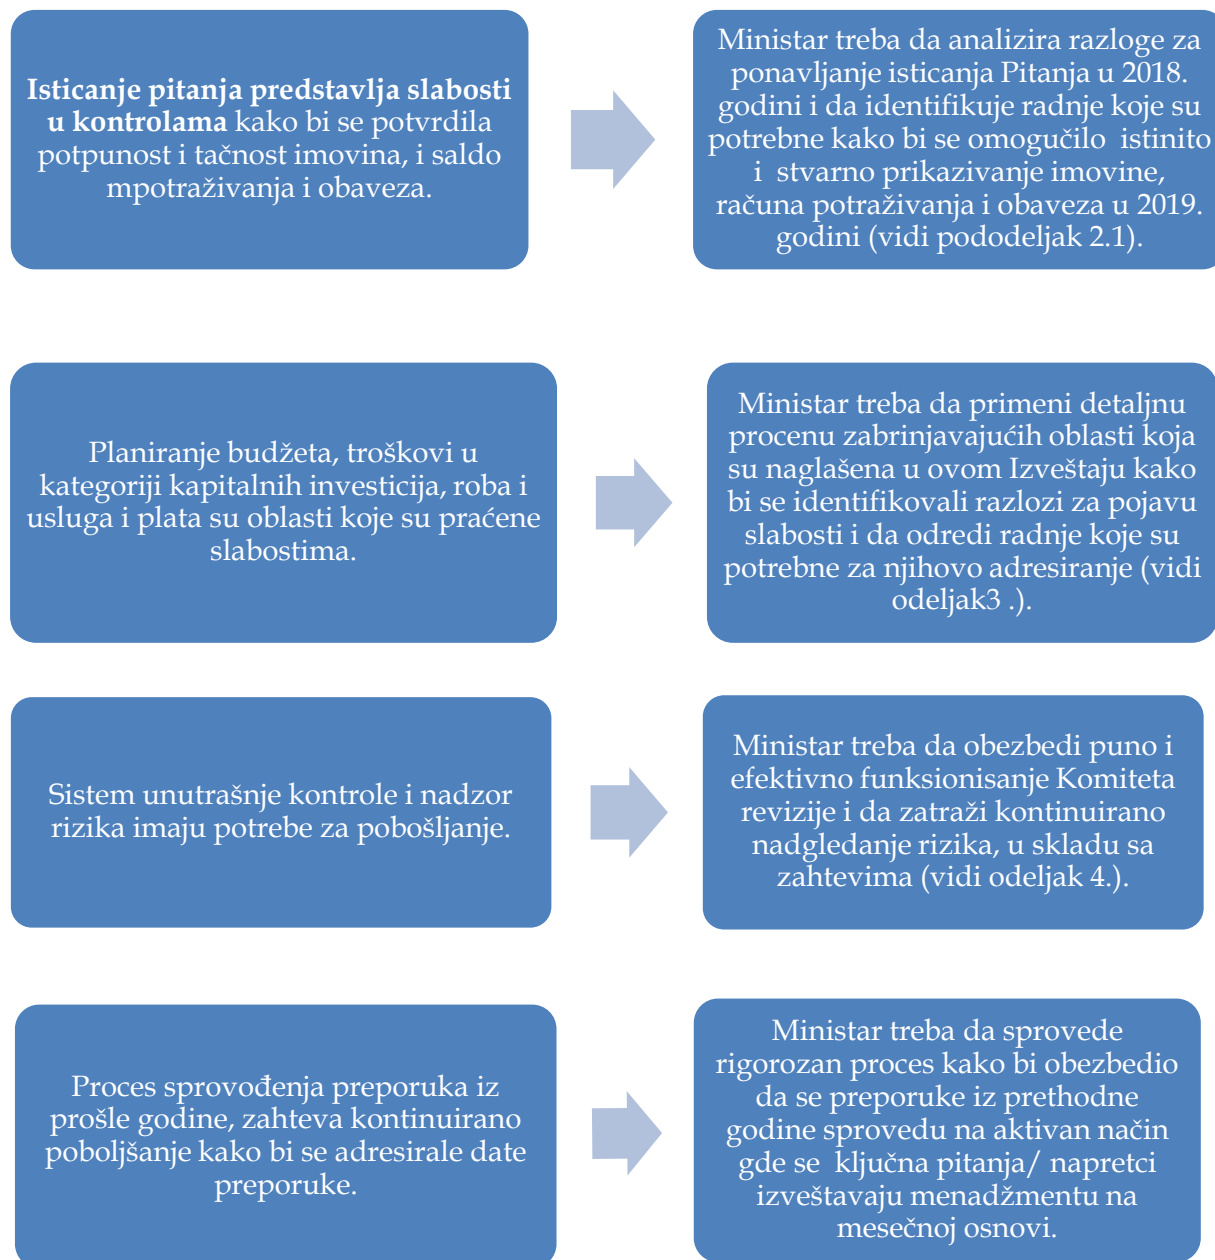 Isticanje pitanja predstavlja slabosti
u kontrolama kako bi se potvrdila
potpunost i tačnost imovina, i saldo
mpotraživanja i obaveza.
Ministar treba da analizira razloge za
ponavljanje isticanja Pitanja u 2018.
godini i da identifikuje radnje koje su
potrebne kako bi se omogučilo  istinito
i  stvarno prikazivanje imovine,
računa potraživanja i obaveza u 2019.
godini (vidi pododeljak 2.1).
Planiranje budžeta, troškovi u
kategoriji kapitalnih investicija, roba i
usluga i plata su oblasti koje su praćene
slabostima.
Ministar treba da primeni detaljnu
procenu zabrinjavajućih oblasti koja
su naglašena u ovom Izveštaju kako
bi se identifikovali razlozi za pojavu
slabosti i da odredi radnje koje su
potrebne za njihovo adresiranje (vidi
odeljak3 .).
Sistem unutrašnje kontrole i nadzor
rizika imaju potrebe za pobošljanje.
Ministar treba da obezbedi puno i
efektivno funksionisanje Komiteta
revizije i da zatraži kontinuirano
nadgledanje rizika, u skladu sa
zahtevima (vidi odeljak 4.).
Proces sprovođenja preporuka iz
prošle godine, zahteva kontinuirano
poboljšanje kako bi se adresirale date
preporuke.
Ministar treba da sprovede
rigorozan proces kako bi obezbedio
da se preporuke iz prethodne
godine sprovedu na aktivan način
gde se  ključna pitanja/ napretci
izveštavaju menadžmentu na
mesečnoj osnovi.